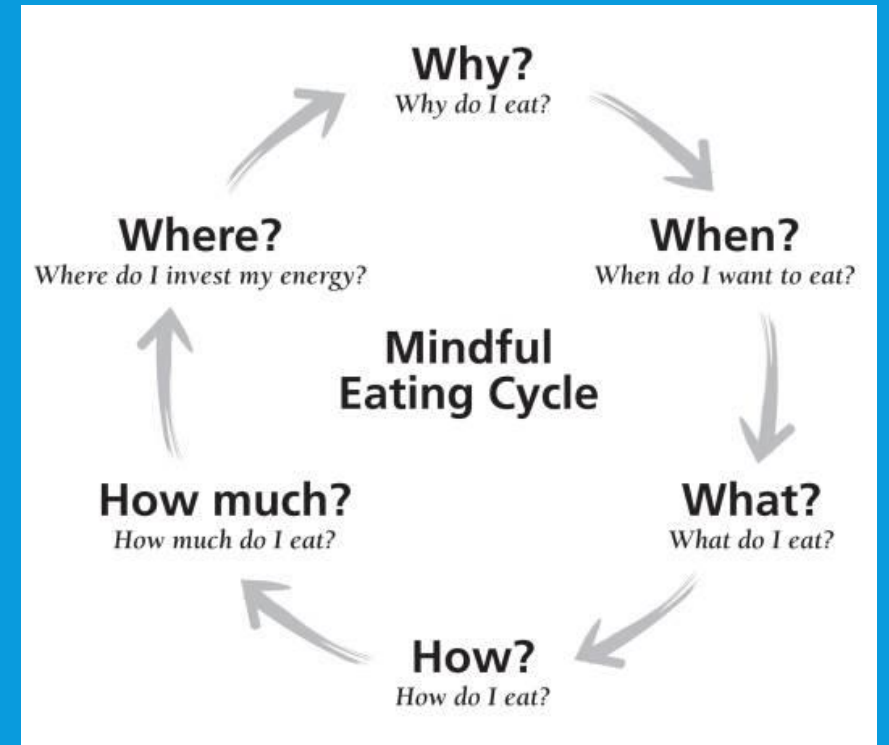 Why?
Why do I eat?
When?
When do I want to eat?
What?
What do I eat?
How?
How do I eat?
How much?
How much do I eat?
Where?
Where do I invest my energy?
Mindful
Eating Cycle